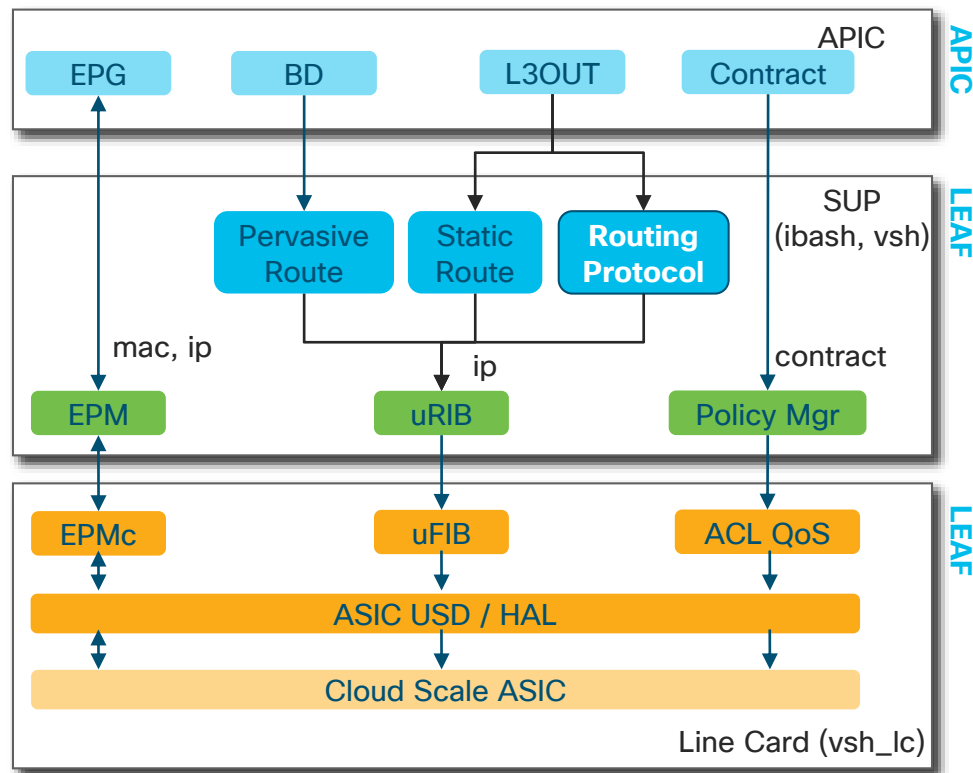 APIC
EPG
BD
L3OUT
Contract
APIC
SUP
(ibash, vsh)
LEAF
Pervasive
Route
Static
Route
Routing
Protocol
mac, ip
ip
contract
EPM
uRIB
Policy Mgr
LEAF
EPMc
uFIB
ACL QoS
ASIC USD / HAL
Cloud Scale ASIC
Line Card (vsh_lc)